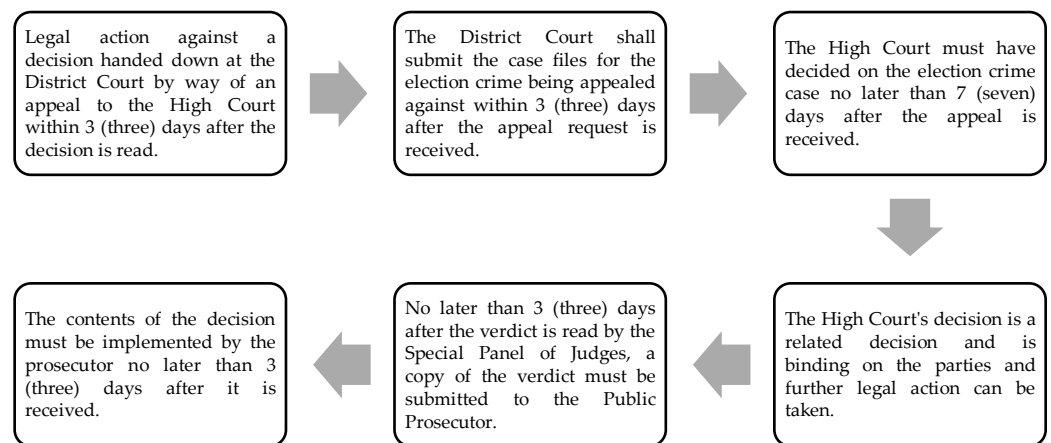 Legal action against a
decision handed down at the
District Court by way of an
appeal to the High Court
within 3 (three) days after the
decision is read.
The District Court shall
submit the case files for the
election crime being appealed
against within 3 (three) days
after the appeal request is
received.
The High Court must have
decided on the election crime
case no later than 7 (seven)
days after the appeal is
received.
The High Court's decision is a
related decision and is
binding on the parties and
further legal action can be
taken.
No later than 3 (three) days
after the verdict is read by the
Special Panel of Judges, a
copy of the verdict must be
submitted to the Public
Prosecutor.
The contents of the decision
must be implemented by the
prosecutor no later than 3
(three) days after it is
received.